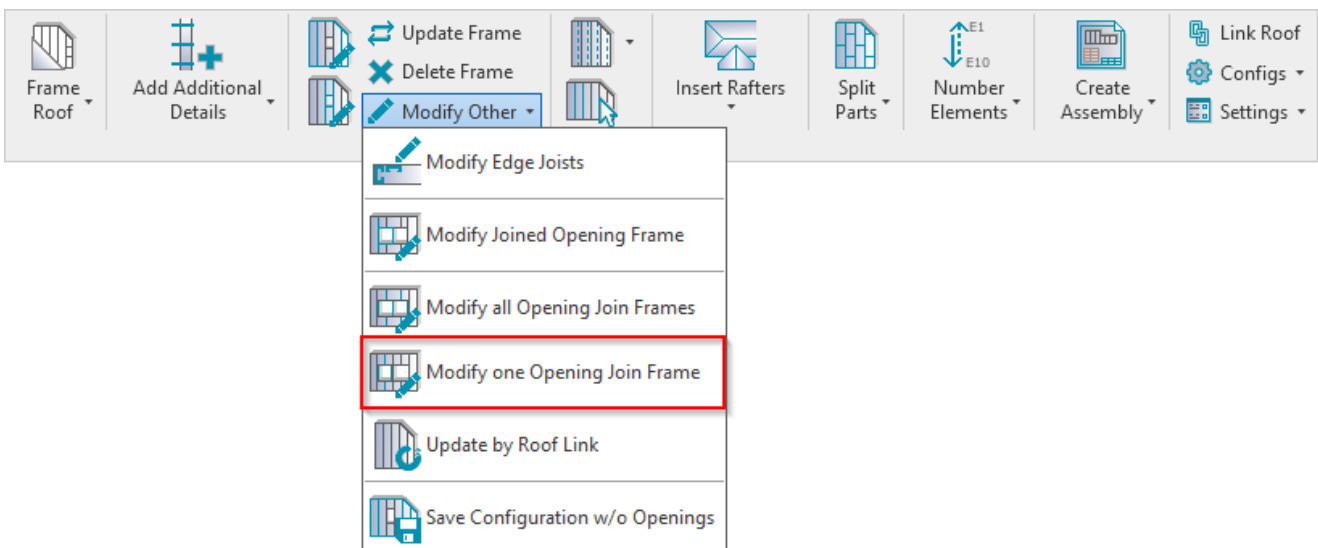 Frame
Roof
Add Additional
Details
Update Frame
Delete Frame
Modify Other
Insert Rafters
Split
Parts
E1
E10
Number
Elements
Create
Assembly
Link Roof
Configs
Settings
Modify Edge Joists
Modify Joined Opening Frame
Modify all Opening Join Frames
Modify one Opening Join Frame
Update by Roof Link
Save Configuration w/o Openings